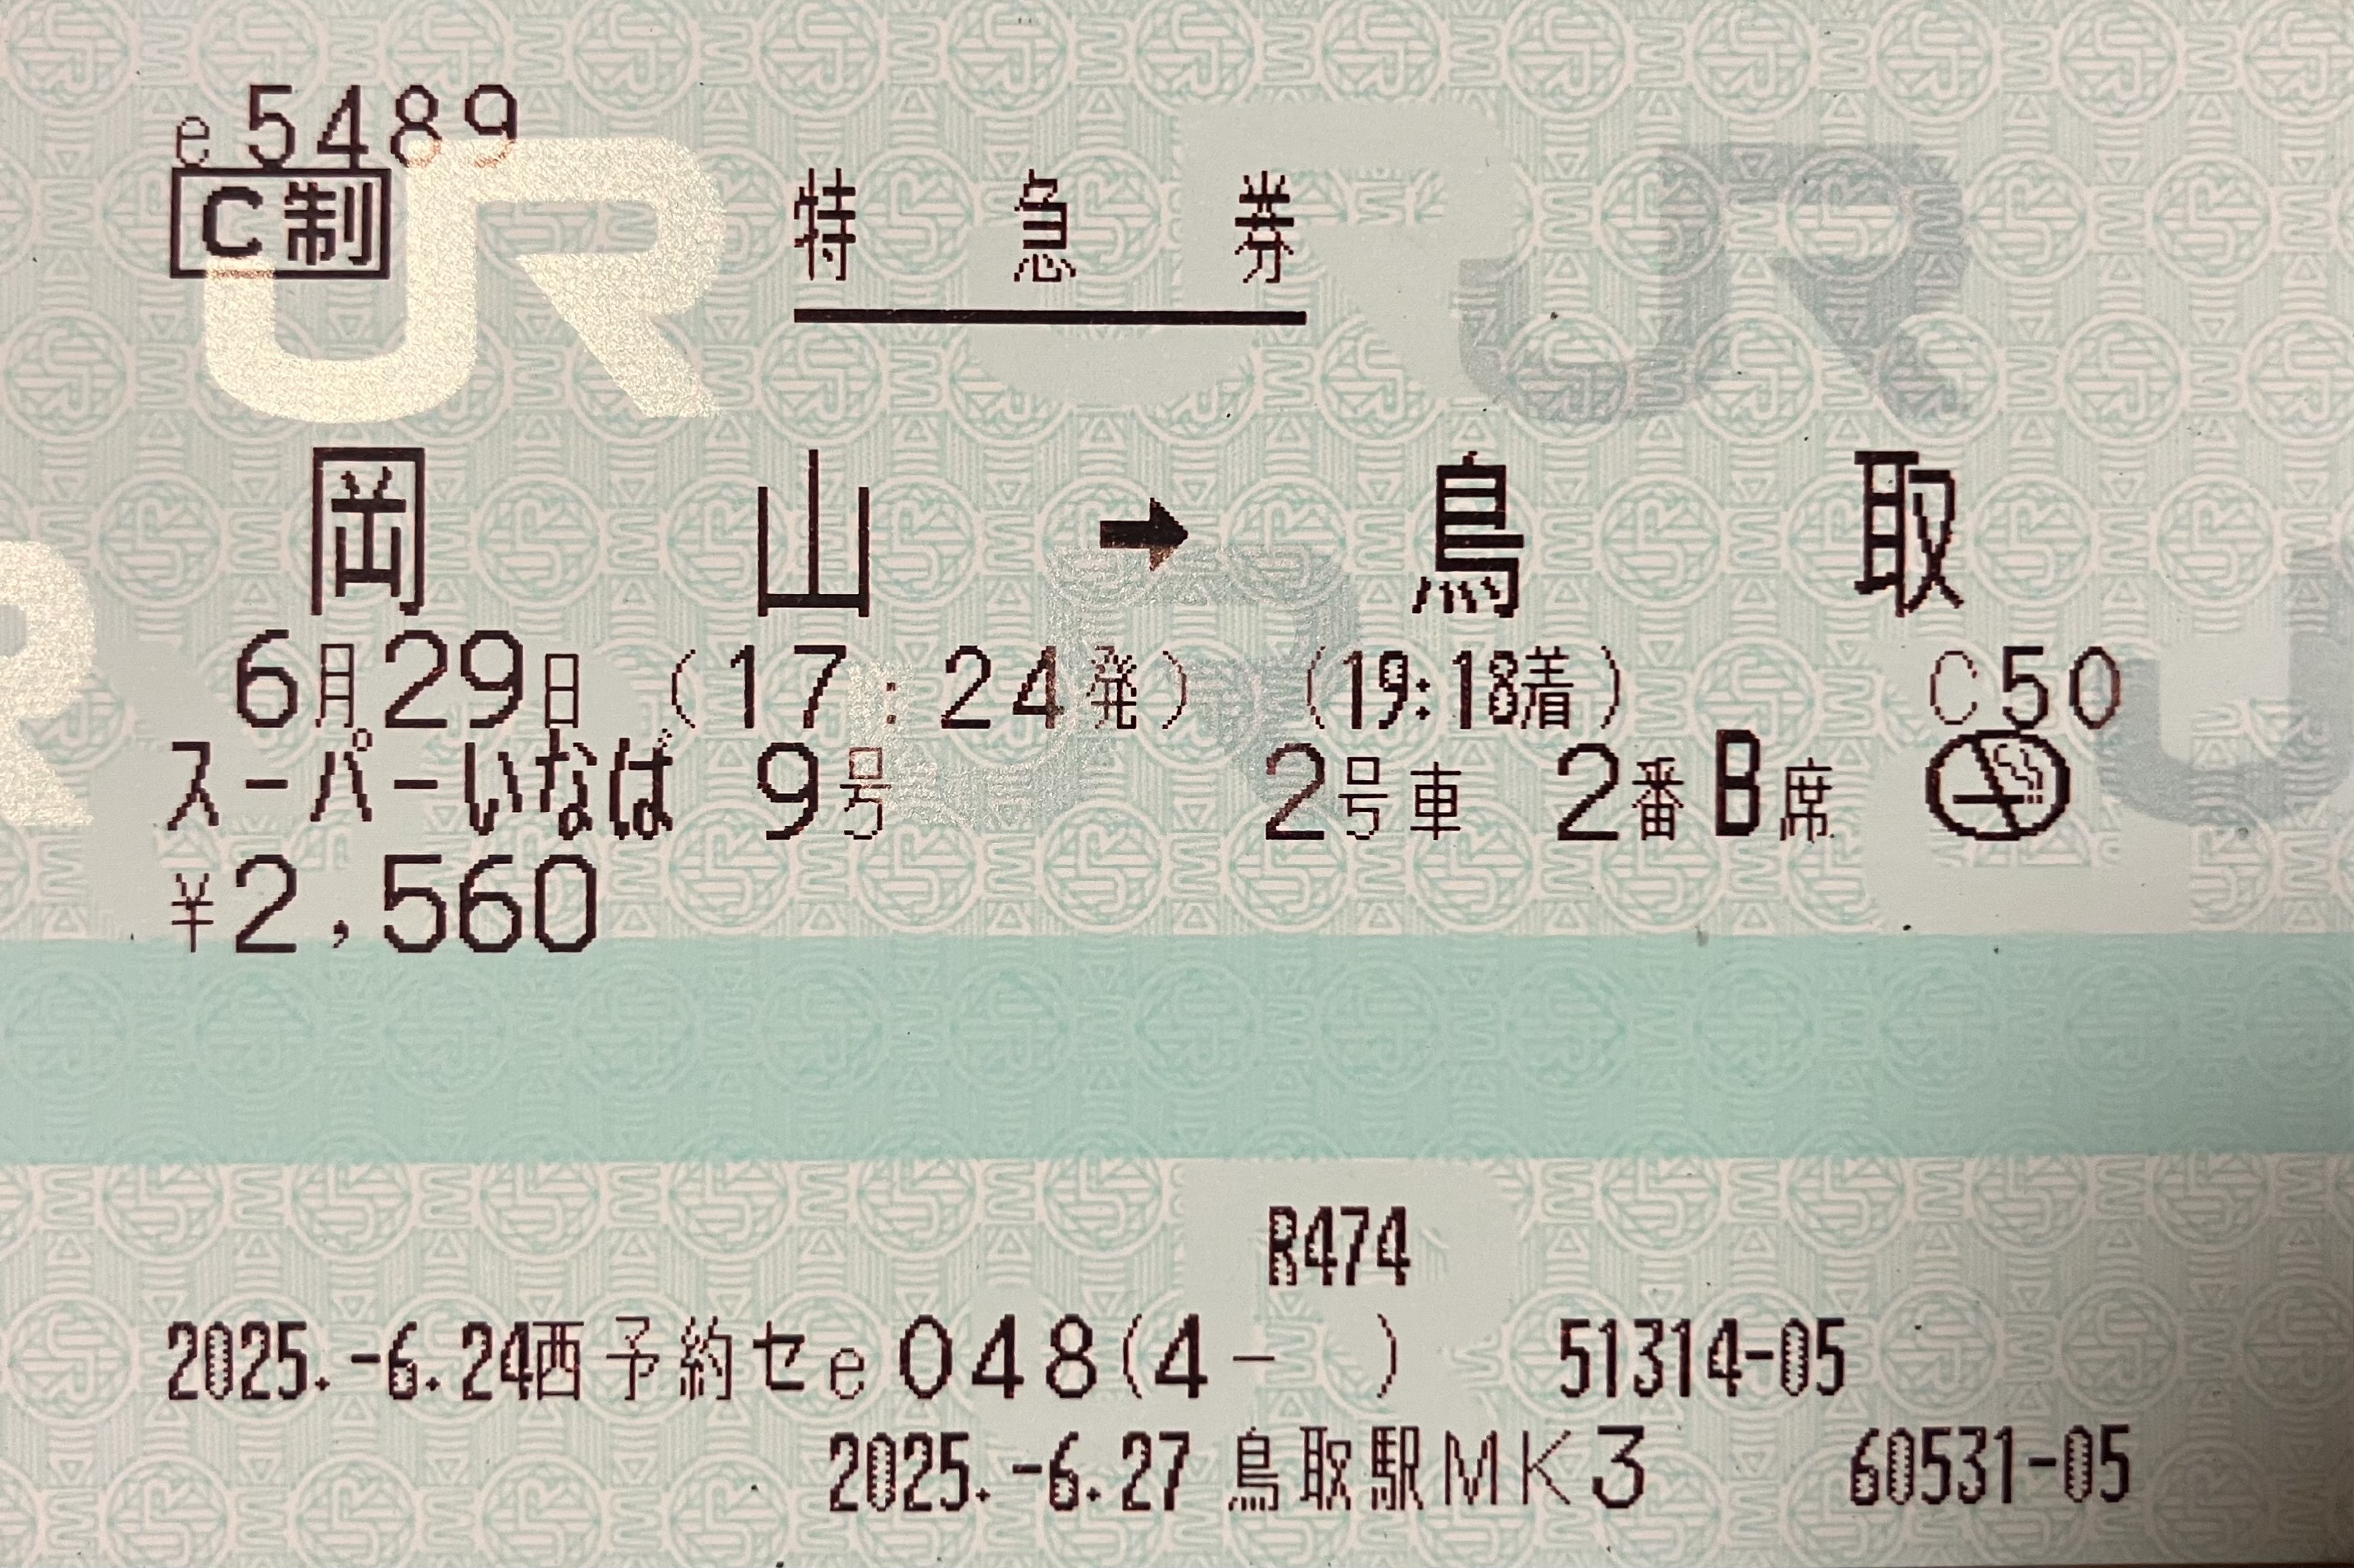 e5489
C制
特急券
岡山➡鳥取
6月29日 (17:24発) (19:18着) C50
スーパーいなば 9号 2号車 2番B席
¥2,560
R474
2025.-6.24西予約セe048(4- ) 51314-05
2025.-6.27 鳥取駅MK3 60531-05